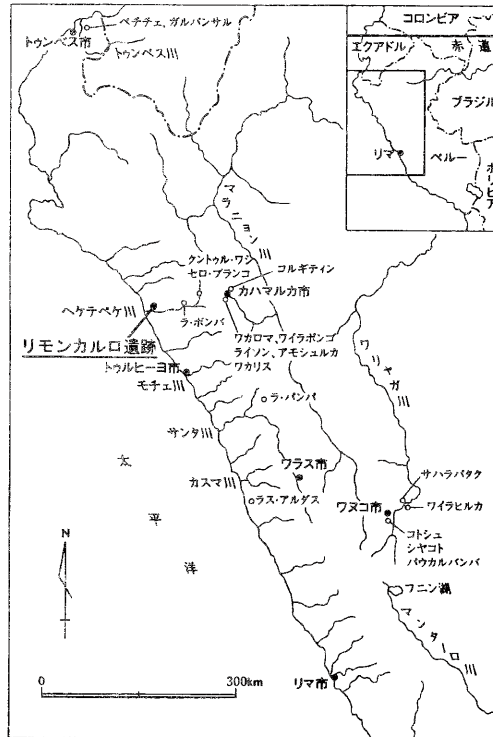 ペチチェ、ガルバンサル
トゥンベス市
トゥンベス川
コロンビア
エクアドル
赤道
ブラジル
リマ
ペルー
ボリビア
マラニョン川
クントゥル・ワシ
セロ・ブランコ
コルギティン
カハマルカ市
ヘケテペケ川
ラ・ボンバ
リモンカルロ遺跡
ワカロマ、ワイラポンゴ
ライソン、アモシュルカ
ワカリス
トゥルヒーヨ市
モチェ川
ラ・パンパ
ワリャガ川
サンタ川
ワラス市
カスマ川
ラス・アルダス
サハラパタク
ワイラヒルカ
ワヌコ市
コトシュ
シヤコト
パウカルバンバ
太平洋
N
フニン湖
マンターロ川
0
300km
リマ市